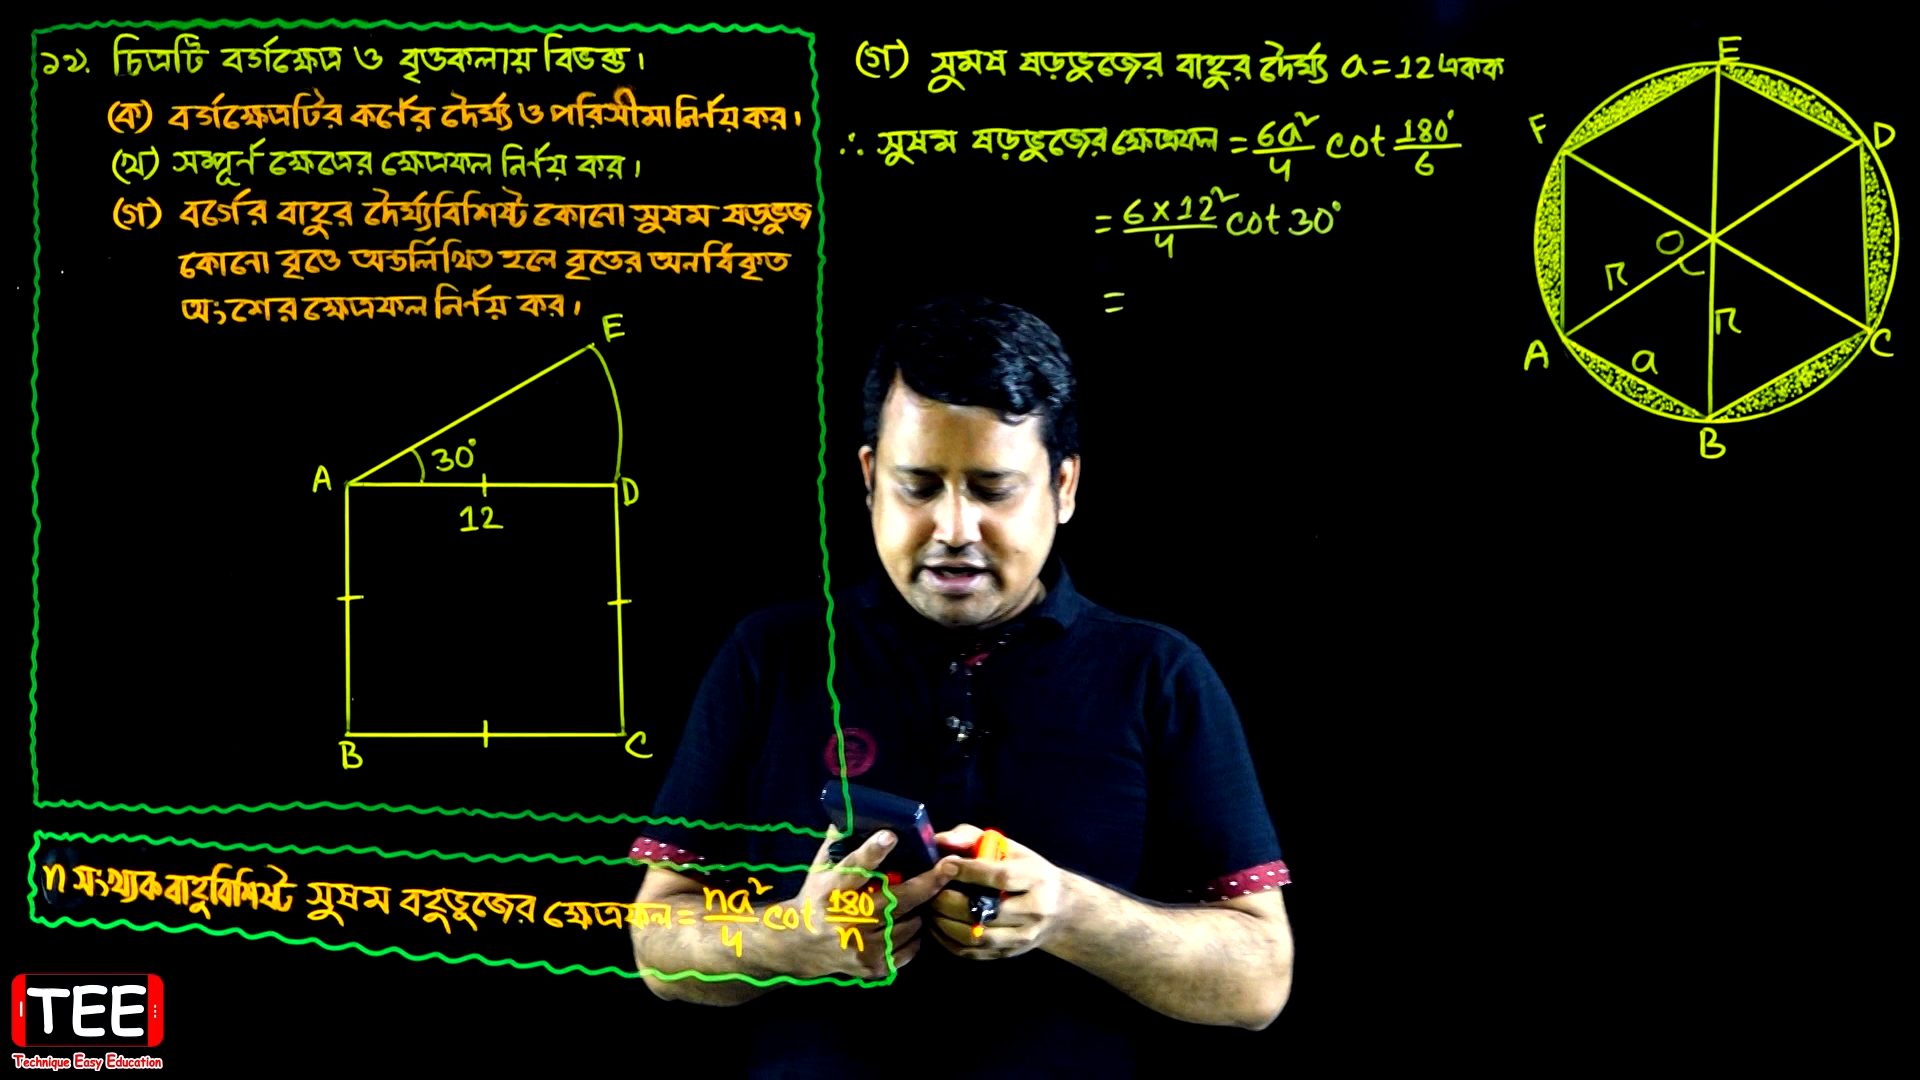 ১১. চিত্রটি বর্গক্ষেত্র ও বৃত্তকলায় বিভক্ত।
(ক) বর্গক্ষেত্রটির কর্ণের দৈর্ঘ্য ও পরিসীমা নির্ণয় কর।
(খ) সম্পূর্ণ ক্ষেত্রের ক্ষেত্রফল নির্ণয় কর।
(গ) বর্গের বাহুর দৈর্ঘ্যবিশিষ্ট কোনো সুষম ষড়ভুজ
কোনো বৃত্তে অন্তর্লিখিত হলে বৃত্তের অনধিকৃত
অংশের ক্ষেত্রফল নির্ণয় কর।
E
30°
A
D
12
B
C
n সংখ্যক বাহুবিশিষ্ট সুষম বহুভুজের ক্ষেত্রফল = na²/4 cot 180°/n
TEE
Technique Easy Education
(গ) সুমষ ষড়ভুজের বাহুর দৈর্ঘ্য a = 12 একক
∴ সুষম ষড়ভুজের ক্ষেত্রফল = 6a²/4 cot 180°/6
= 6×12²/4 cot 30°
=
E
F
D
O
r
r
A
a
C
B